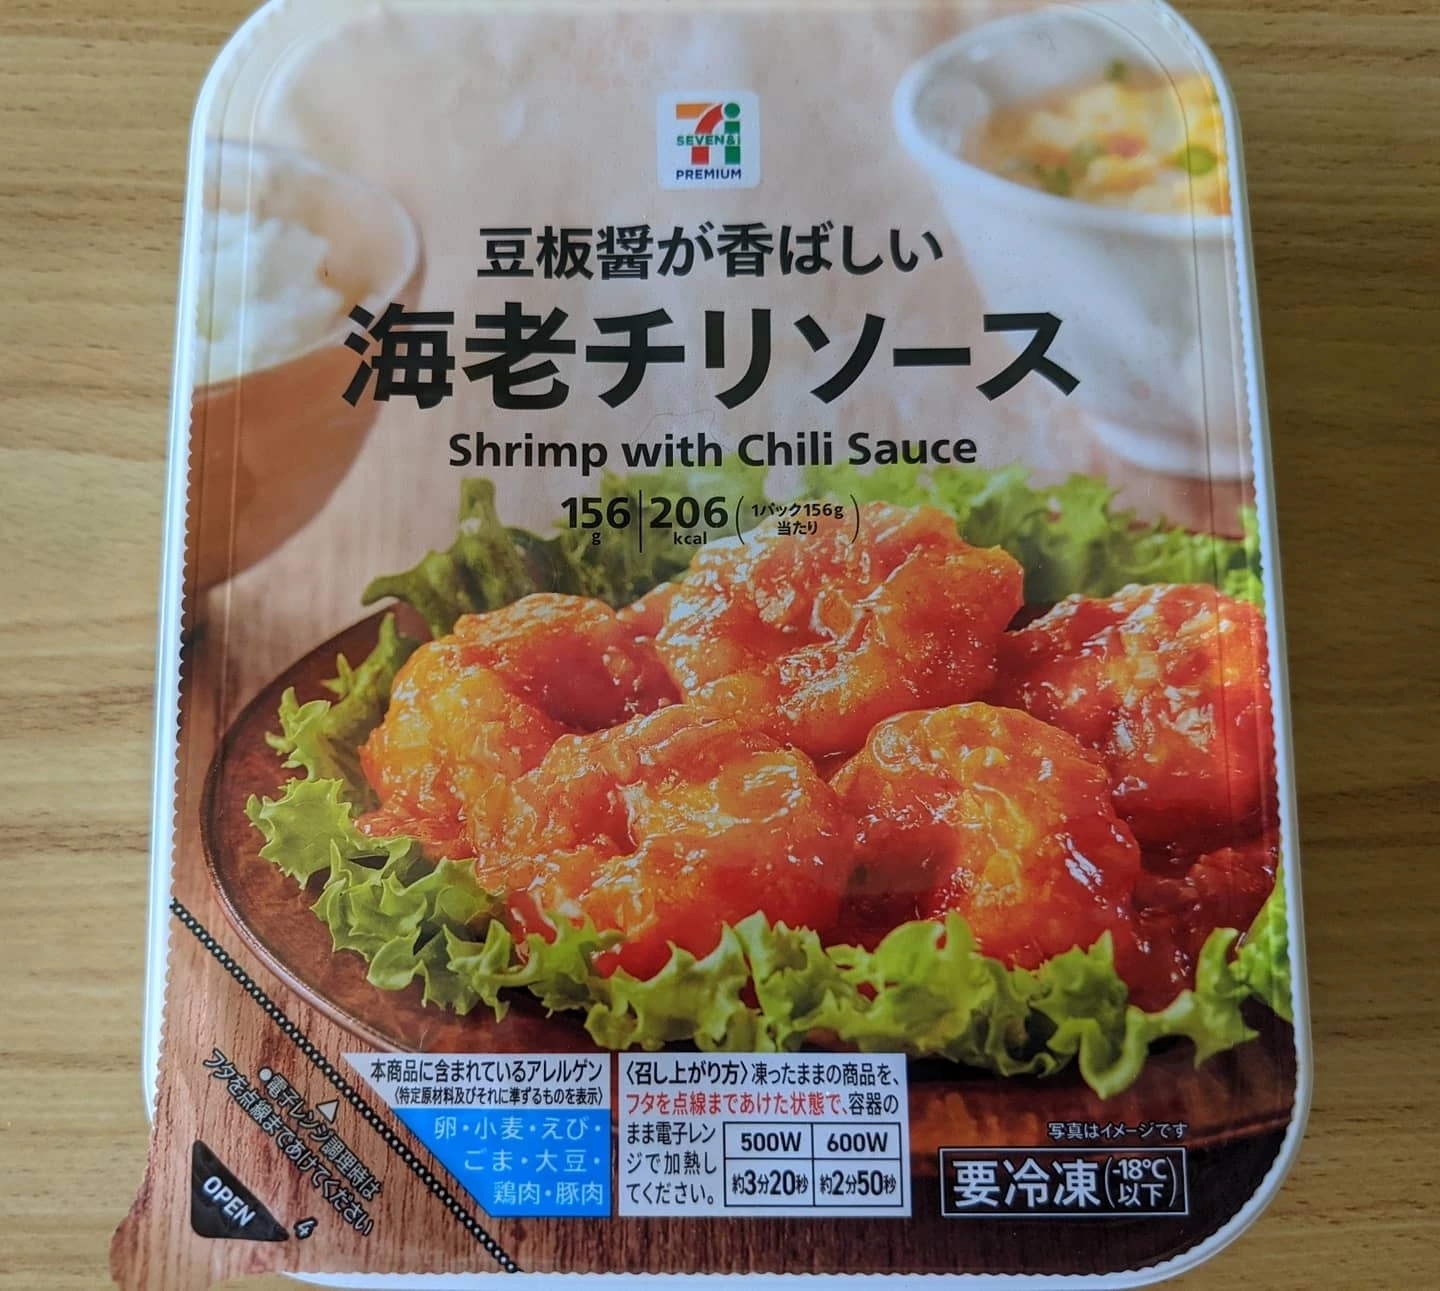 SEVEN&i
PREMIUM
豆板醤が香ばしい
海老チリソース
Shrimp with Chili Sauce
156g|206kcal(1パック156g当たり)
本商品に含まれているアレルゲン
〈特定原材料及びそれに準ずるものを表示〉
卵・小麦・えび・
ごま・大豆・
鶏肉・豚肉
〈召し上がり方〉凍ったままの商品を、
フタを点線まであけた状態で、容器の
まま電子レン
ジで加熱し
てください。
500W 600W
約3分20秒 約2分50秒
写真はイメージです
要冷凍(-18℃以下)
●電子レンジ調理時は
フタを点線まであけてください
OPEN
4